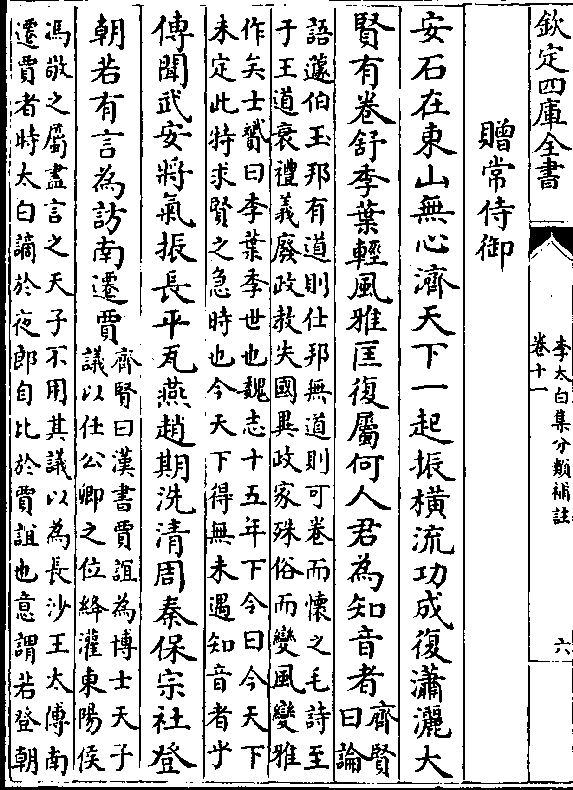 欽定四庫全書
李太白集分類補註
卷十一
六
贈常侍御
安石在東山無心濟天下一起振橫流功成復瀟灑大
賢有卷舒季葉輕風雅匡復屬何人君為知音者
齊賢曰論
語蘧伯玉邦有道則仕邦無道則可卷而懷之毛詩至
于王道衰禮義廢政教失國異政家殊俗而變風變雅
作矣士贇曰季葉季世也魏志十五年下令曰今天下
未定此特求賢之急時也今天下得無未遇知音者乎
傳聞武安將氣振長平瓦燕趙期洗清周秦保宗社登
朝若有言為訪南遷賈
齊賢曰漢書賈誼為博士天子
議以任公卿之位絳灌東陽侯
馮敬之屬盡言之天子不用其議以為長沙王太傅南
遷賈者時太白謫於夜郎自比於賈誼也意謂若登朝